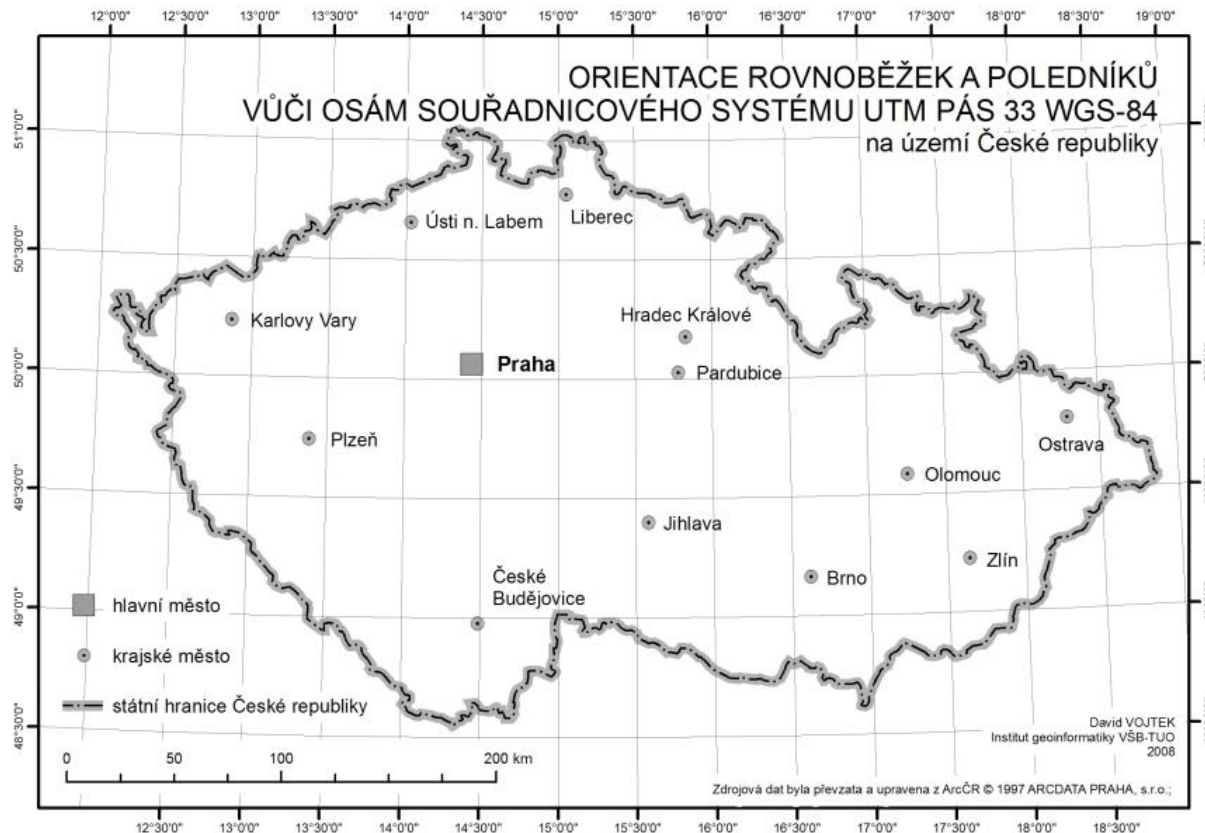 12°0'0" 12°30'0" 13°0'0" 13°30'0" 14°0'0" 14°30'0" 15°0'0" 15°30'0" 16°0'0" 16°30'0" 17°0'0" 17°30'0" 18°0'0" 18°30'0" 19°0'0"
ORIENTACE ROVNOBĚŽEK A POLEDNÍKŮ
VŮČI OSÁM SOUŘADNICOVÉHO SYSTÉMU UTM PÁS 33 WGS-84
na území České republiky
51°0'0"
Liberec
Ústi n. Labem
50°30'0"
Karlovy Vary
Hradec Králové
Praha
Pardubice
50°0'0"
Plzeň
Ostrava
Olomouc
49°30'0"
Jihlava
Zlín
Brno
České
Budějovice
49°0'0"
hlavní město
krajské město
státní hranice České republiky
48°30'0"
David VOJTEK
Institut geoinformatiky VŠB-TUO
2008
0 50 100 200 km
Zdrojová dat byla převzata a upravena z ArcČR © 1997 ARCDATA PRAHA, s.r.o.;
12°30'0" 13°0'0" 13°30'0" 14°0'0" 14°30'0" 15°0'0" 15°30'0" 16°0'0" 16°30'0" 17°0'0" 17°30'0" 18°0'0" 18°30'0"